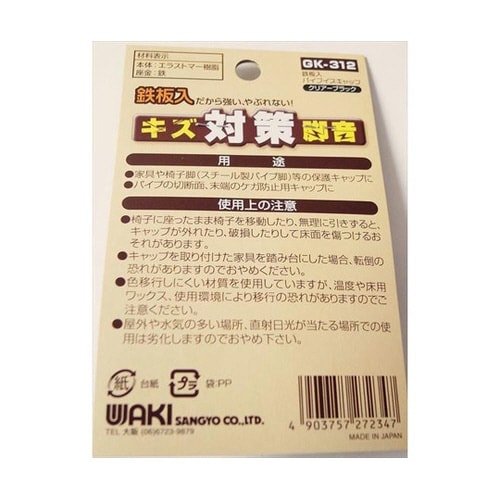 材料表示
本体：エラストマー樹脂
座金：鉄
GK-312
鉄板入
パイプイスキャップ
クリアーブラック
鉄板入だから強い、やぶれない!
キズ対策騒音
用途
●家具や椅子脚(スチール製パイプ脚)等の保護キャップに
●パイプの切断面、末端のケガ防止用キャップに
使用上の注意
●椅子に座ったまま椅子を移動したり、無理に引きずると、
キャップが外れたり、破損したりして床面を傷つけるお
それがあります。
●キャップを取り付けた家具を踏み台にした場合、転倒の
恐れがありますのでおやめください。
●色移行しにくい材質を使用していますが、温度や床用
ワックス、使用環境により移行の恐れがありますのでご
注意ください。
●屋外や水気の多い場所、直射日光が当たる場所での使
用は劣化しますのでおやめ下さい。
紙 台紙 プラ 袋:PP
WAKI SANGYO CO.,LTD.
TEL 大阪 (06)6723-9879
4 903757 272347
MADE IN JAPAN